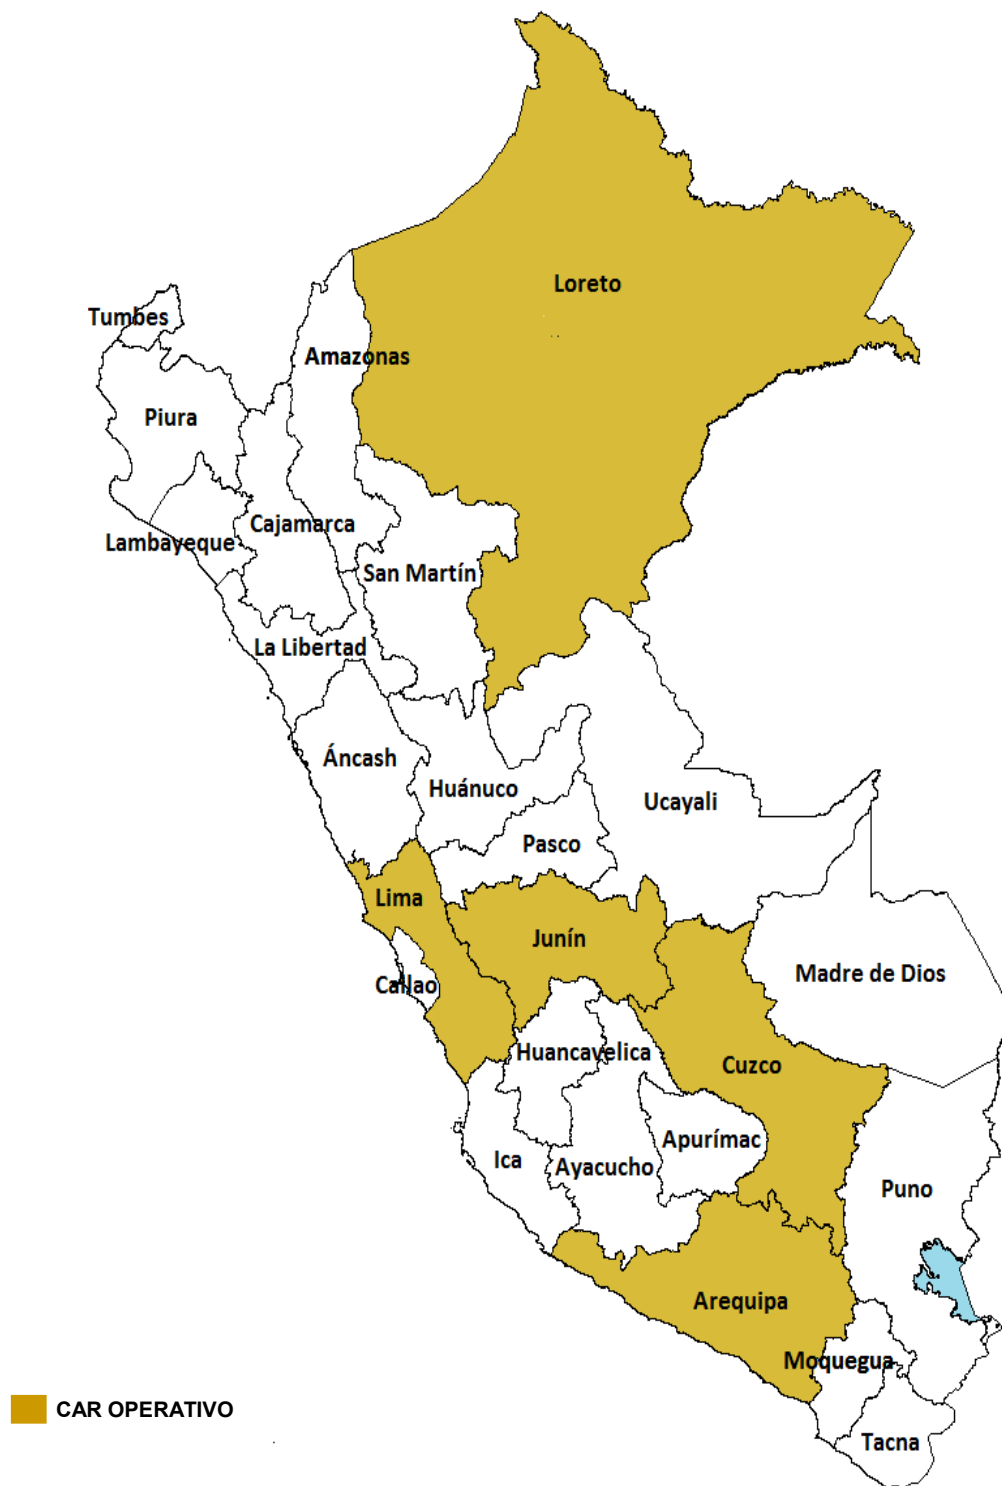 Loreto
Tumbes
Amazonas
Piura
Cajamarca
Lambayeque
San Martín
La Libertad
Áncash
Huánuco
Ucayali
Pasco
Lima
Junín
Madre de Dios
Callao
Huancavelica
Cuzco
Apurímac
Ica
Ayacucho
Puno
Arequipa
Moquegua
CAR OPERATIVO
Tacna